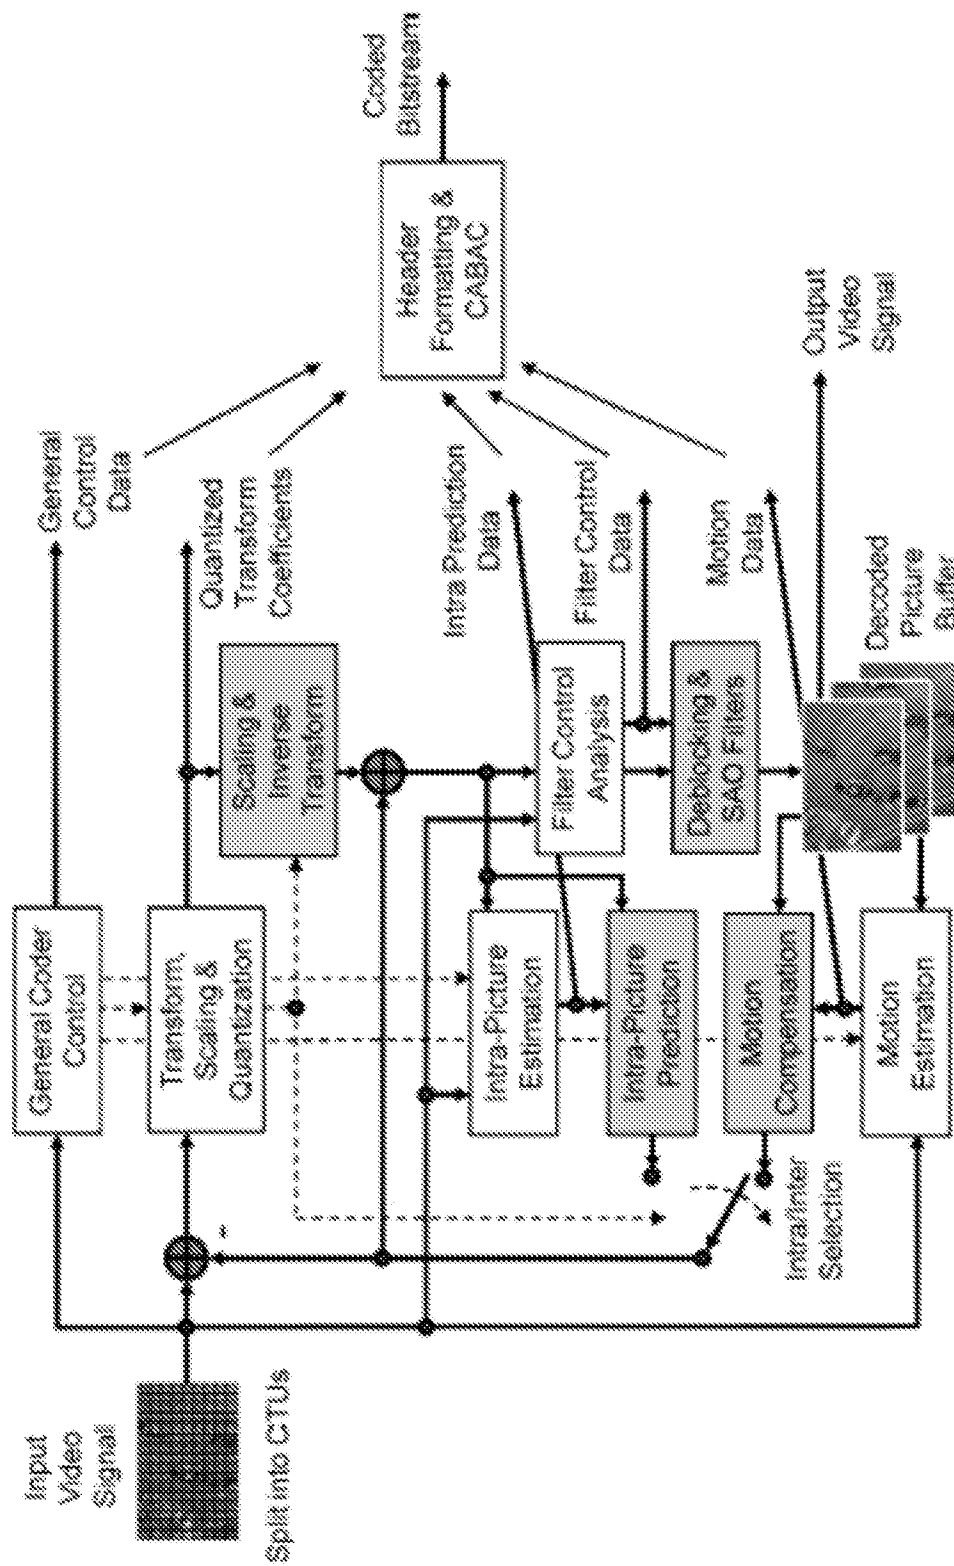 Input
Video
Signal
Split into CTUs
General Coder
Control
Transform,
Scaling &
Quantization
Scaling &
Inverse
Transform
Intra-Picture
Estimation
Intra-Picture
Prediction
Motion
Compensation
Motion
Estimation
Intra/Inter
Selection
Filter Control
Analysis
Deblocking &
SAO Filters
Decoded
Picture
Buffer
General
Control
Data
Quantized
Transform
Coefficients
Intra Prediction
Data
Filter Control
Data
Motion
Data
Header
Formatting &
CABAC
Coded
Bitstream
Output
Video
Signal